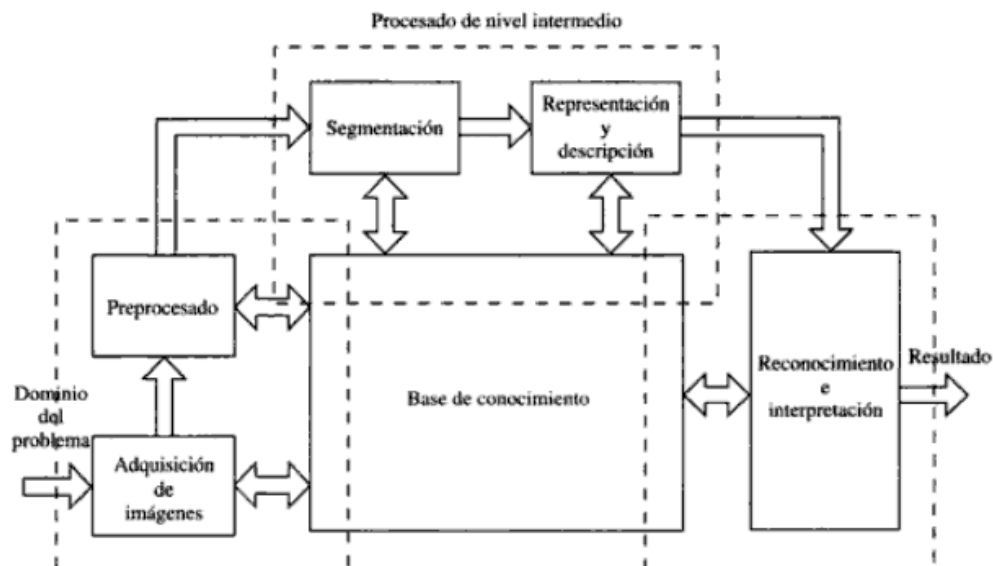 Procesado de nivel intermedio
Segmentación
Representación
y
descripción
Preprocesado
Dominio
del
problema
Adquisición
de
imágenes
Base de conocimiento
Reconocimiento
e
interpretación
Resultado